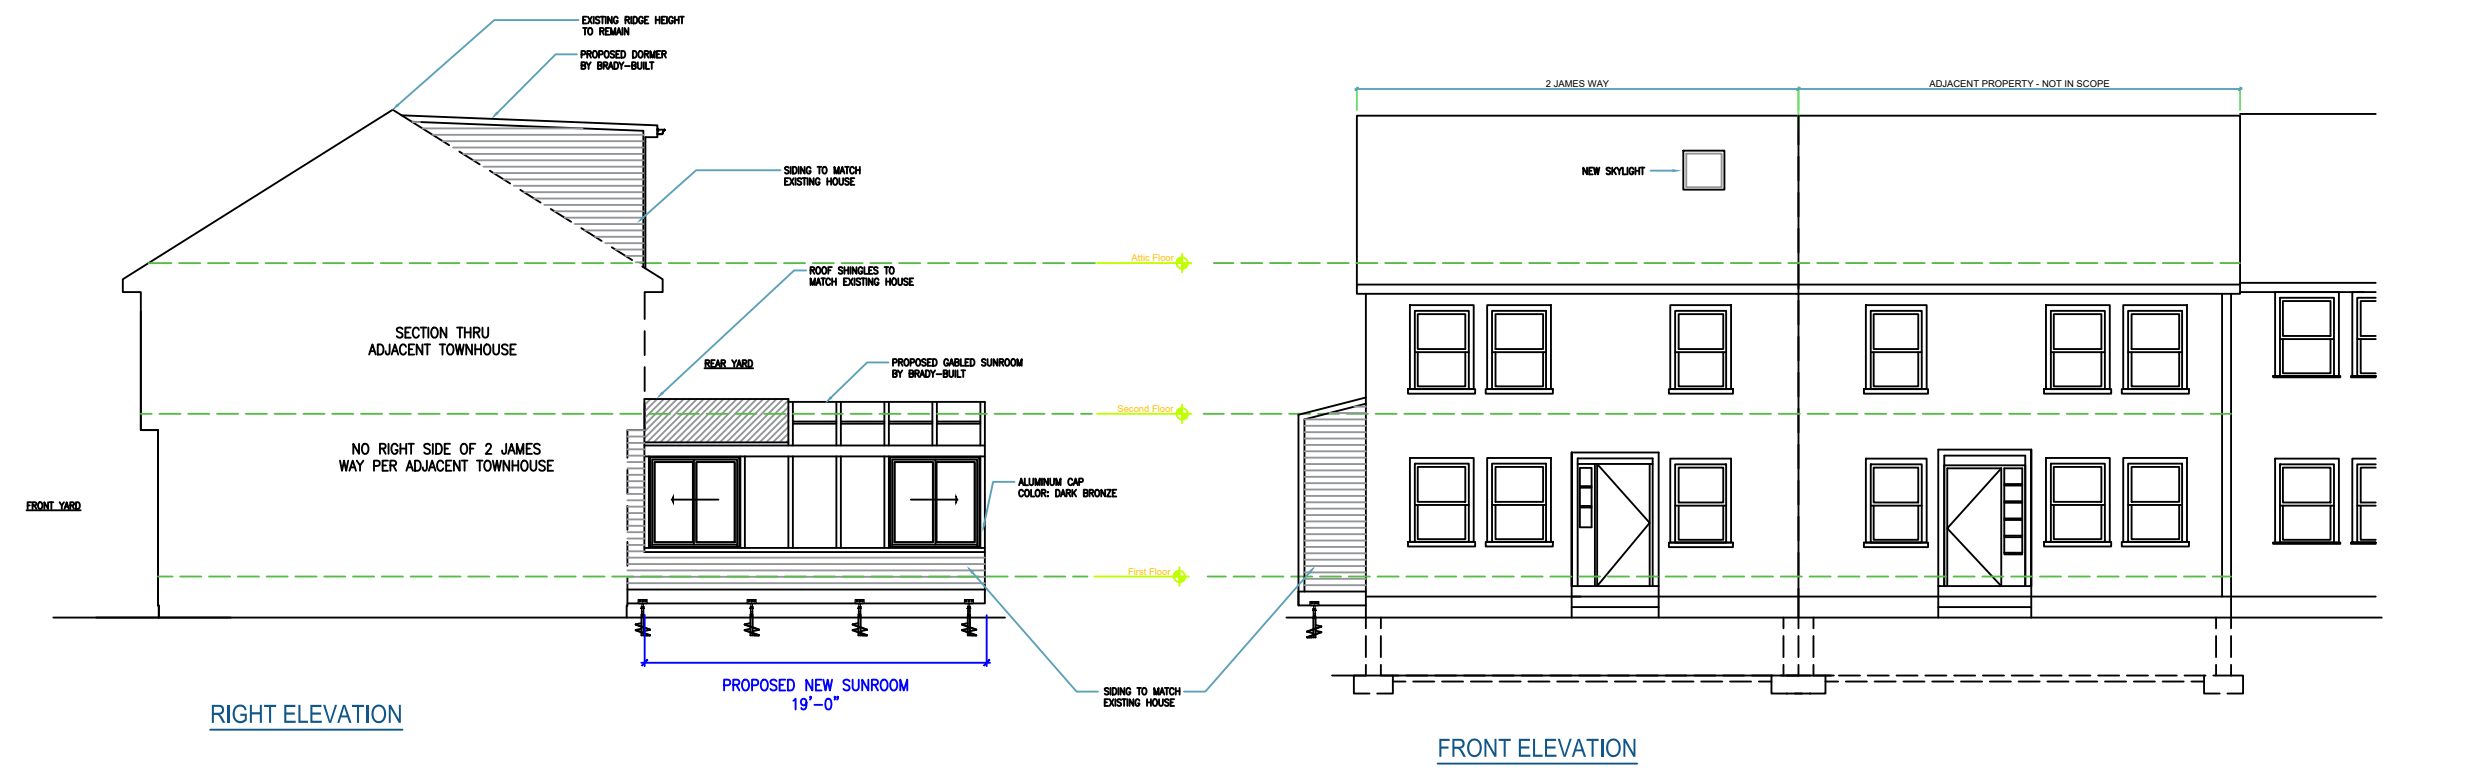 EXISTING RIDGE HEIGHT
TO REMAIN
PROPOSED DORMER
BY BRADY-BUILT
SIDING TO MATCH
EXISTING HOUSE
ROOF SHINGLES TO
MATCH EXISTING HOUSE
SECTION THRU
ADJACENT TOWNHOUSE
REAR YARD
PROPOSED GABLED SUNROOM
BY BRADY-BUILT
NO RIGHT SIDE OF 2 JAMES
WAY PER ADJACENT TOWNHOUSE
FRONT YARD
ALUMINUM CAP
COLOR: DARK BRONZE
PROPOSED NEW SUNROOM
19'-0"
RIGHT ELEVATION
Attic Floor
Second Floor
First Floor
SIDING TO MATCH
EXISTING HOUSE
2 JAMES WAY
ADJACENT PROPERTY - NOT IN SCOPE
NEW SKYLIGHT
FRONT ELEVATION